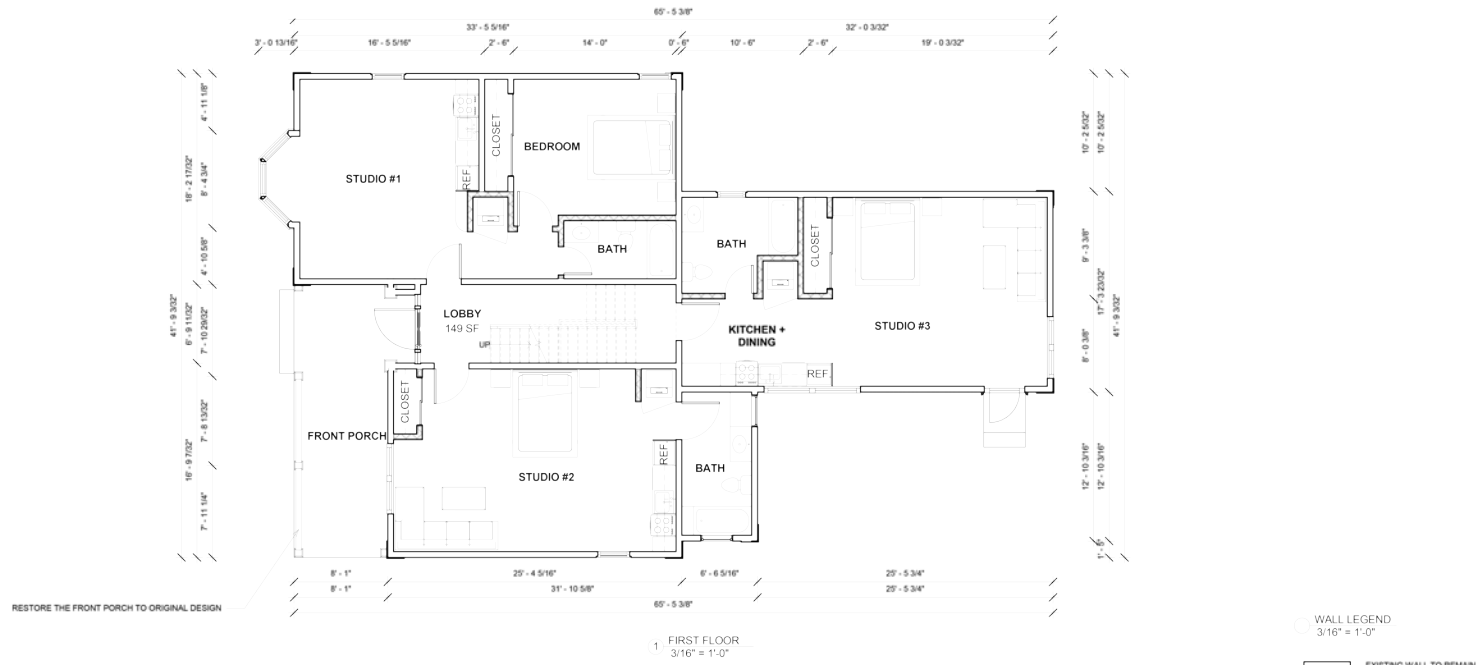 65' - 5 3/8"
33' - 5 5/16"
32' - 0 3/32"
3' - 0 13/16"
16' - 5 5/16"
2' - 6"
14' - 0"
0' - 6"
10' - 6"
2' - 6"
19' - 0 3/32"
4' - 11 1/8"
18' - 2 17/32"
8' - 4 3/4"
4' - 10 5/8"
41' - 9 3/32"
6' - 9 11/32"
7' - 10 29/32"
7' - 8 13/32"
16' - 9 7/32"
7' - 11 1/4"
10' - 2 5/32"
10' - 2 5/32"
9' - 3 3/8"
17' - 3 23/32"
41' - 9 3/32"
8' - 0 3/8"
12' - 10 3/16"
12' - 10 3/16"
1' - 5"
CLOSET
BEDROOM
STUDIO #1
REF
BATH
BATH
CLOSET
LOBBY
149 SF
UP
KITCHEN +
DINING
STUDIO #3
REF
CLOSET
FRONT PORCH
STUDIO #2
REF
BATH
8' - 1"
25' - 4 5/16"
6' - 6 5/16"
25' - 5 3/4"
8' - 1"
31' - 10 5/8"
25' - 5 3/4"
65' - 5 3/8"
RESTORE THE FRONT PORCH TO ORIGINAL DESIGN
1
FIRST FLOOR
3/16" = 1'-0"
WALL LEGEND
3/16" = 1'-0"
EXISTING WALL TO REMAIN